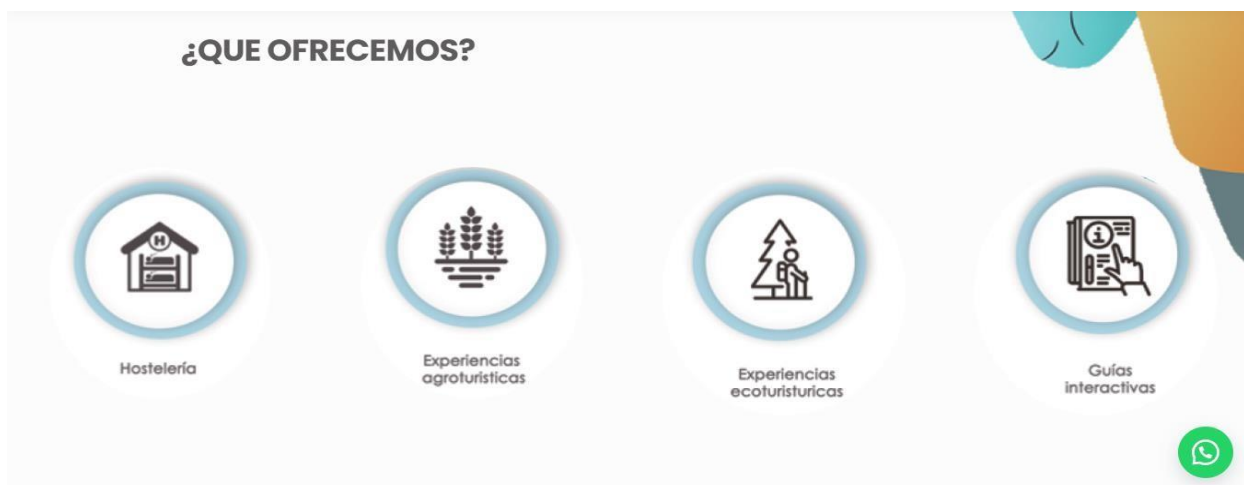 ¿QUE OFRECEMOS?
H
Hostelería
Experiencias
agroturisticas
Experiencias
ecoturisturicas
i
Guías
interactivas